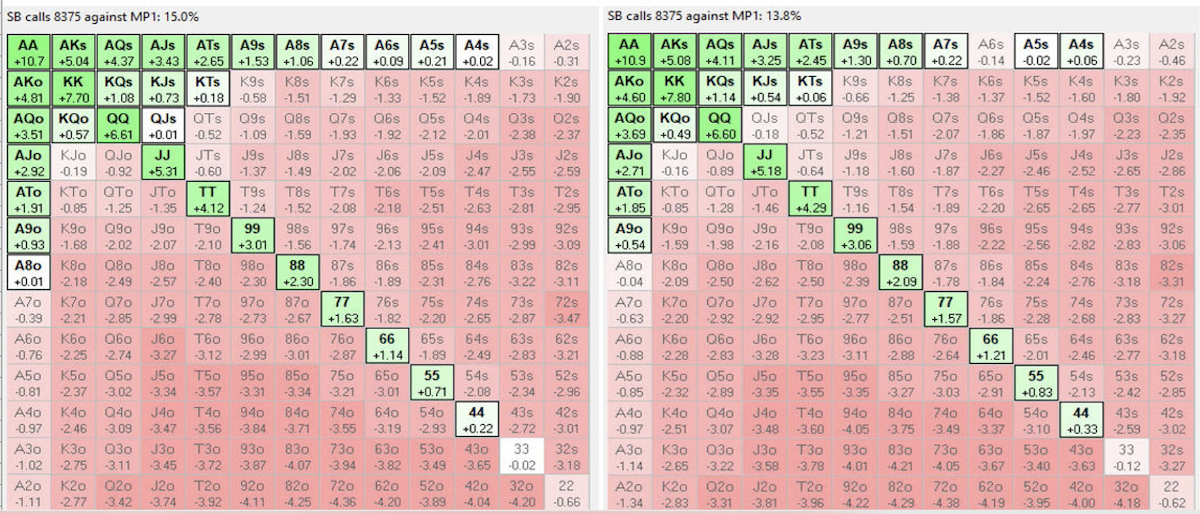 SB calls 8375 against MP1: 15.0%
AA AKs AQs AJs ATs A9s A8s A7s A6s A5s A4s A3s A2s
+10.7 +5.04 +4.37 +3.43 +2.65 +1.53 +1.06 +0.22 +0.09 +0.21 +0.02 -0.16 -0.31
AKo KK KQs KJs KTs K9s K8s K7s K6s K5s K4s K3s K2s
+4.81 +7.70 +1.08 +0.73 +0.18 -0.58 -1.51 -1.29 -1.33 -1.52 -1.89 -1.73 -1.90
AQo KQo QQ QJs QTs Q9s Q8s Q7s Q6s Q5s Q4s Q3s Q2s
+3.51 +0.57 +6.61 +0.01 -0.52 -1.09 -1.59 -1.93 -1.92 -2.12 -2.01 -2.38 -2.37
AJo KJo QJo JJ JTs J9s J8s J7s J6s J5s J4s J3s J2s
+2.92 -0.19 -0.92 +5.31 -0.60 -1.37 -1.49 -2.02 -2.06 -2.09 -2.47 -2.55 -2.59
ATo KTo QTo JTo TT T9s T8s T7s T6s T5s T4s T3s T2s
+1.91 -0.85 -1.25 -1.35 +4.12 -1.24 -1.52 -2.08 -2.18 -2.51 -2.63 -2.81 -2.95
A9o K9o Q9o J9o T9o 99 98s 97s 96s 95s 94s 93s 92s
+0.93 -1.68 -2.02 -2.07 -2.10 +3.01 -1.56 -1.74 -2.13 -2.41 -3.01 -2.99 -3.09
A8o K8o Q8o J8o T8o 98o 88 87s 86s 85s 84s 83s 82s
+0.01 -2.18 -2.49 -2.57 -2.40 -2.30 +2.30 -1.86 -1.89 -2.31 -2.76 -3.22 -3.11
A7o K7o Q7o J7o T7o 97o 87o 77 76s 75s 74s 73s 72s
-0.39 -2.21 -2.85 -2.99 -2.78 -2.73 -2.67 +1.63 -1.82 -2.20 -2.65 -2.87 -3.47
A6o K6o Q6o J6o T6o 96o 86o 76o 66 65s 64s 63s 62s
-0.76 -2.25 -2.74 -3.27 -3.12 -2.99 -3.01 -2.87 +1.14 -1.89 -2.49 -2.83 -3.21
A5o K5o Q5o J5o T5o 95o 85o 75o 65o 55 54s 53s 52s
-0.81 -2.37 -3.02 -3.34 -3.57 -3.31 -3.34 -3.21 -3.01 +0.71 -2.08 -2.34 -2.96
A4o K4o Q4o J4o T4o 94o 84o 74o 64o 54o 44 43s 42s
-0.97 -2.46 -3.09 -3.47 -3.56 -3.84 -3.71 -3.55 -3.19 -2.93 +0.22 -2.72 -3.01
A3o K3o Q3o J3o T3o 93o 83o 73o 63o 53o 43o 33 32s
-1.02 -2.75 -3.11 -3.45 -3.72 -3.87 -4.07 -3.94 -3.82 -3.49 -3.65 -0.02 -3.18
A2o K2o Q2o J2o T2o 92o 82o 72o 62o 52o 42o 32o 22
-1.11 -2.77 -3.42 -3.74 -3.92 -4.11 -4.25 -4.36 -4.20 -3.89 -4.04 -4.20 -0.66
SB calls 8375 against MP1: 13.8%
AA AKs AQs AJs ATs A9s A8s A7s A6s A5s A4s A3s A2s
+10.9 +5.08 +4.11 +3.25 +2.45 +1.30 +0.70 +0.22 -0.14 -0.02 +0.06 -0.23 -0.46
AKo KK KQs KJs KTs K9s K8s K7s K6s K5s K4s K3s K2s
+4.60 +7.80 +1.14 +0.54 +0.06 -0.66 -1.25 -1.38 -1.37 -1.52 -1.60 -1.80 -1.92
AQo KQo QQ QJs QTs Q9s Q8s Q7s Q6s Q5s Q4s Q3s Q2s
+3.69 +0.49 +6.60 -0.18 -0.52 -1.21 -1.51 -2.07 -1.86 -1.87 -1.97 -2.23 -2.35
AJo KJo QJo JJ JTs J9s J8s J7s J6s J5s J4s J3s J2s
+2.71 -0.16 -0.89 +5.18 -0.64 -1.18 -1.60 -1.87 -2.27 -2.46 -2.52 -2.65 -2.86
ATo KTo QTo JTo TT T9s T8s T7s T6s T5s T4s T3s T2s
+1.85 -0.85 -1.28 -1.46 +4.29 -1.16 -1.54 -1.89 -2.20 -2.65 -2.65 -2.77 -3.01
A9o K9o Q9o J9o T9o 99 98s 97s 96s 95s 94s 93s 92s
+0.54 -1.59 -1.98 -2.16 -2.08 +3.06 -1.59 -1.88 -2.22 -2.56 -2.82 -2.83 -3.06
A8o K8o Q8o J8o T8o 98o 88 87s 86s 85s 84s 83s 82s
-0.04 -2.09 -2.50 -2.62 -2.50 -2.39 +2.09 -1.78 -1.84 -2.24 -2.76 -3.18 -3.31
A7o K7o Q7o J7o T7o 97o 87o 77 76s 75s 74s 73s 72s
-0.63 -2.20 -2.92 -2.92 -2.95 -2.77 -2.51 +1.57 -1.86 -2.28 -2.68 -2.83 -3.27
A6o K6o Q6o J6o T6o 96o 86o 76o 66 65s 64s 63s 62s
-0.88 -2.28 -2.83 -3.28 -3.23 -3.11 -2.88 -2.64 +1.21 -2.01 -2.46 -2.77 -3.18
A5o K5o Q5o J5o T5o 95o 85o 75o 65o 55 54s 53s 52s
-0.85 -2.32 -2.89 -3.35 -3.55 -3.35 -3.27 -3.03 -2.91 +0.83 -2.13 -2.42 -2.85
A4o K4o Q4o J4o T4o 94o 84o 74o 64o 54o 44 43s 42s
-0.97 -2.51 -3.07 -3.48 -3.60 -4.05 -3.75 -3.49 -3.37 -3.10 +0.33 -2.59 -3.02
A3o K3o Q3o J3o T3o 93o 83o 73o 63o 53o 43o 33 32s
-1.14 -2.65 -3.22 -3.58 -3.78 -4.01 -4.21 -4.05 -3.67 -3.40 -3.63 -0.12 -3.27
A2o K2o Q2o J2o T2o 92o 82o 72o 62o 52o 42o 32o 22
-1.34 -2.83 -3.31 -3.81 -3.96 -4.22 -4.29 -4.38 -4.19 -3.95 -4.00 -4.18 -0.62